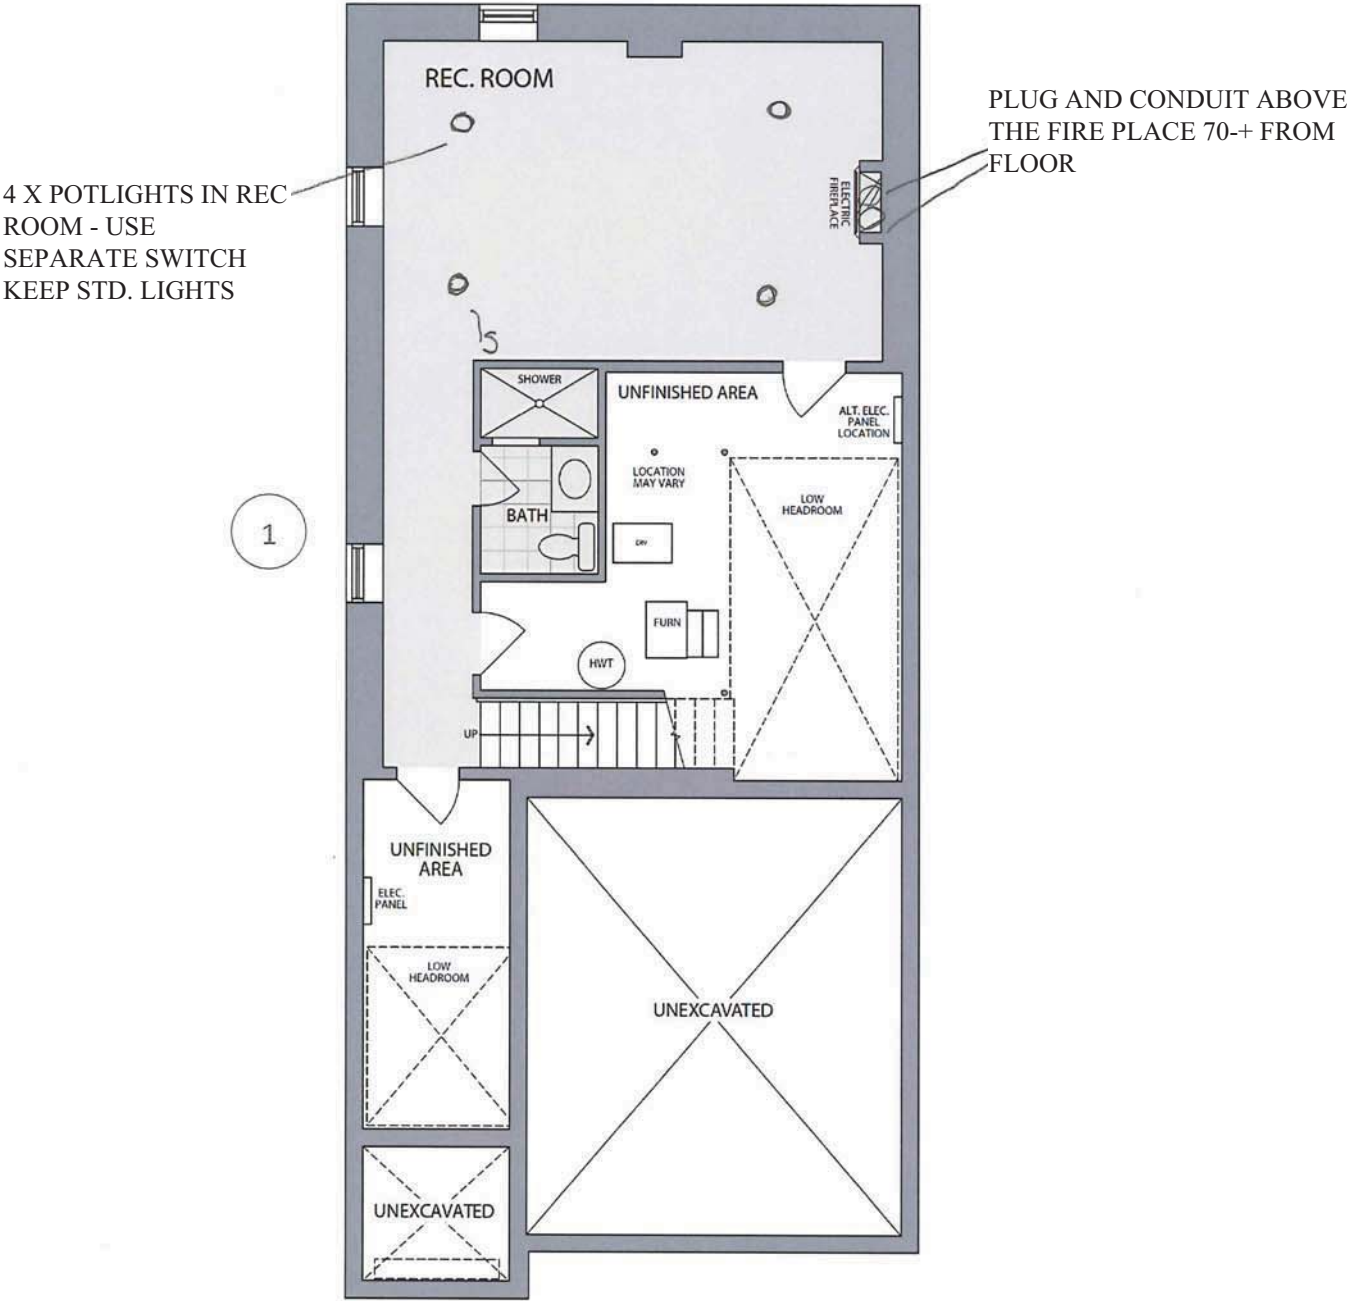 REC. ROOM
PLUG AND CONDUIT ABOVE
THE FIRE PLACE 70-+ FROM
FLOOR
4 X POTLIGHTS IN REC
ROOM - USE
SEPARATE SWITCH
KEEP STD. LIGHTS
ELECTRIC
FIREPLACE
S
SHOWER
UNFINISHED AREA
ALT. ELEC.
PANEL
LOCATION
LOCATION
MAY VARY
LOW
HEADROOM
BATH
1
FURN
HWT
UP
UNFINISHED
AREA
ELEC.
PANEL
LOW
HEADROOM
UNEXCAVATED
UNEXCAVATED